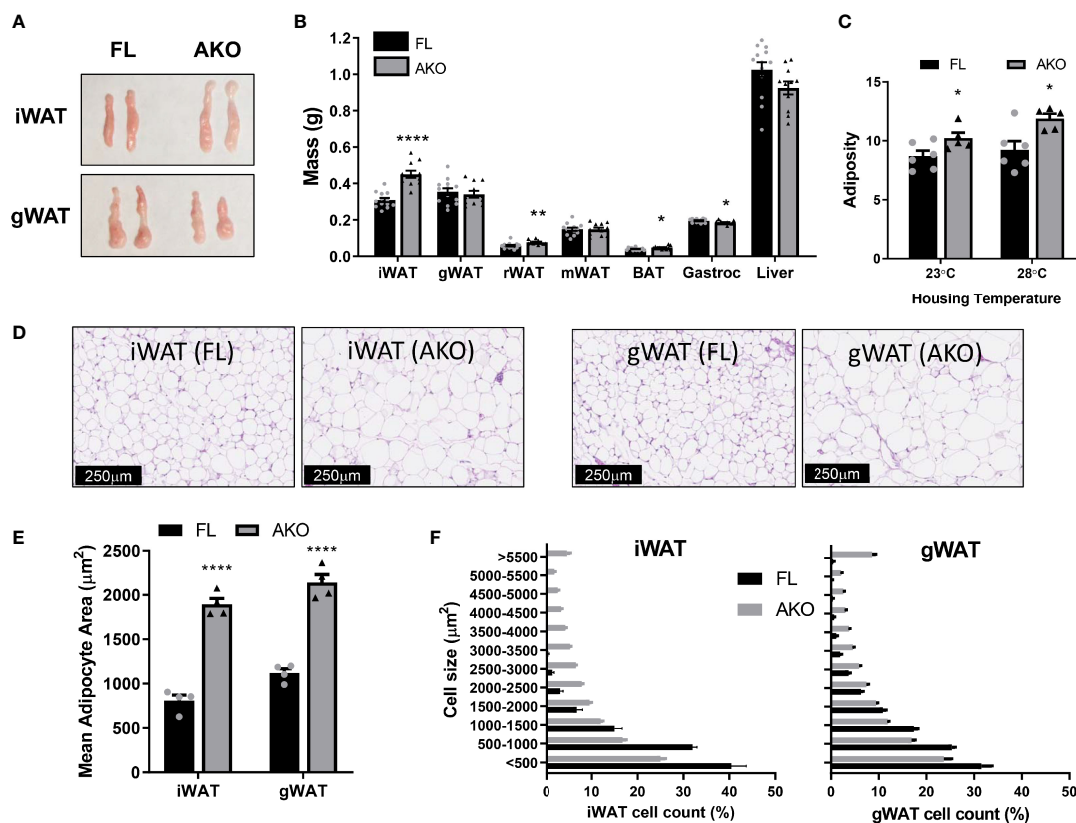 A
FL AKO
iWAT
gWAT
B
FL
AKO
Mass (g)
1.2
1.0
0.8
0.6
0.4
0.2
0.0
****
**
*
*
iWAT gWAT rWAT mWAT BAT Gastroc Liver
C
FL AKO
Adiposity
15
10
5
0
*
*
23°C 28°C
Housing Temperature
D
iWAT (FL)
250μm
iWAT (AKO)
250μm
gWAT (FL)
250μm
gWAT (AKO)
250μm
E
FL AKO
Mean Adipocyte Area (μm²)
2500
2000
1500
1000
500
0
****
****
iWAT gWAT
F
iWAT
gWAT
FL
AKO
Cell size (μm²)
>5500
5000-5500
4500-5000
4000-4500
3500-4000
3000-3500
2500-3000
2000-2500
1500-2000
1000-1500
500-1000
<500
0 10 20 30 40 50
iWAT cell count (%)
0 10 20 30 40 50
gWAT cell count (%)